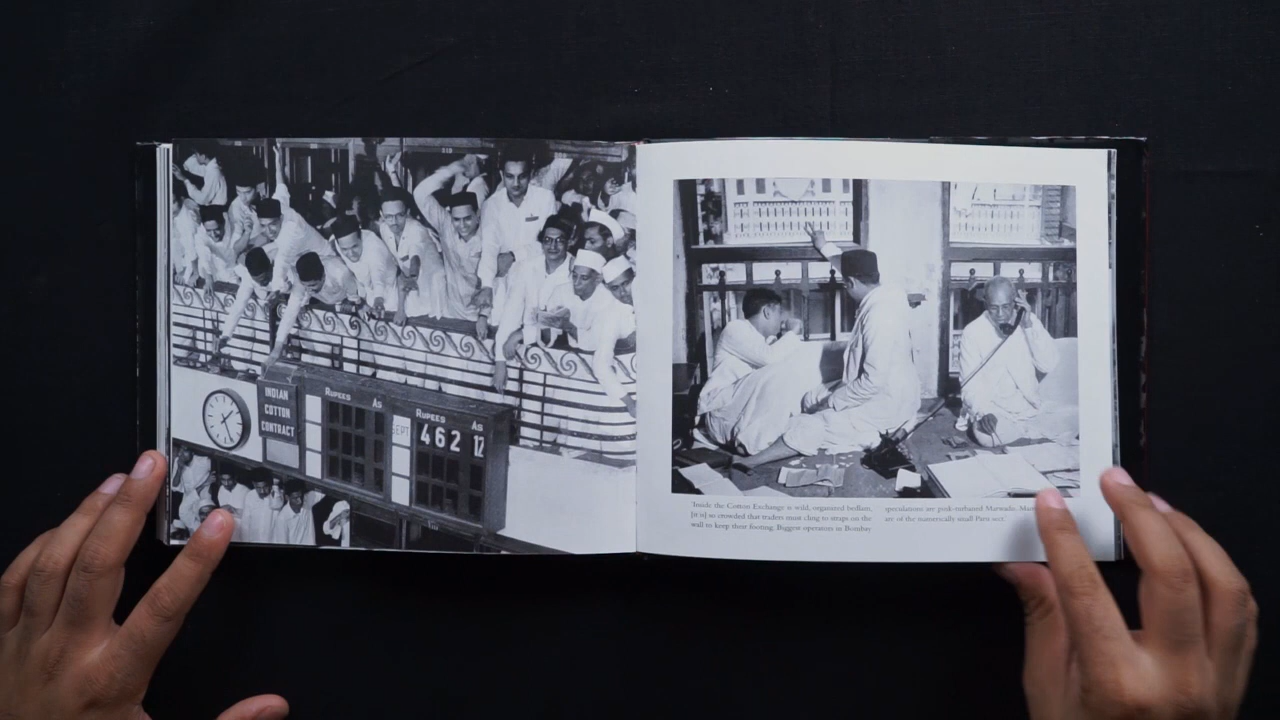 INDIAN
COTTON
CONTRACT
RUPEES AS
SEPT
RUPEES AS
462 12
'Inside the Cotton Exchange is wild, organized bedlam,
[it is] so crowded that traders must cling to straps on the
wall to keep their footing. Biggest operators in Bombay
speculations are pink-turbaned Marwadis.
are of the numerically small Parsi sect.